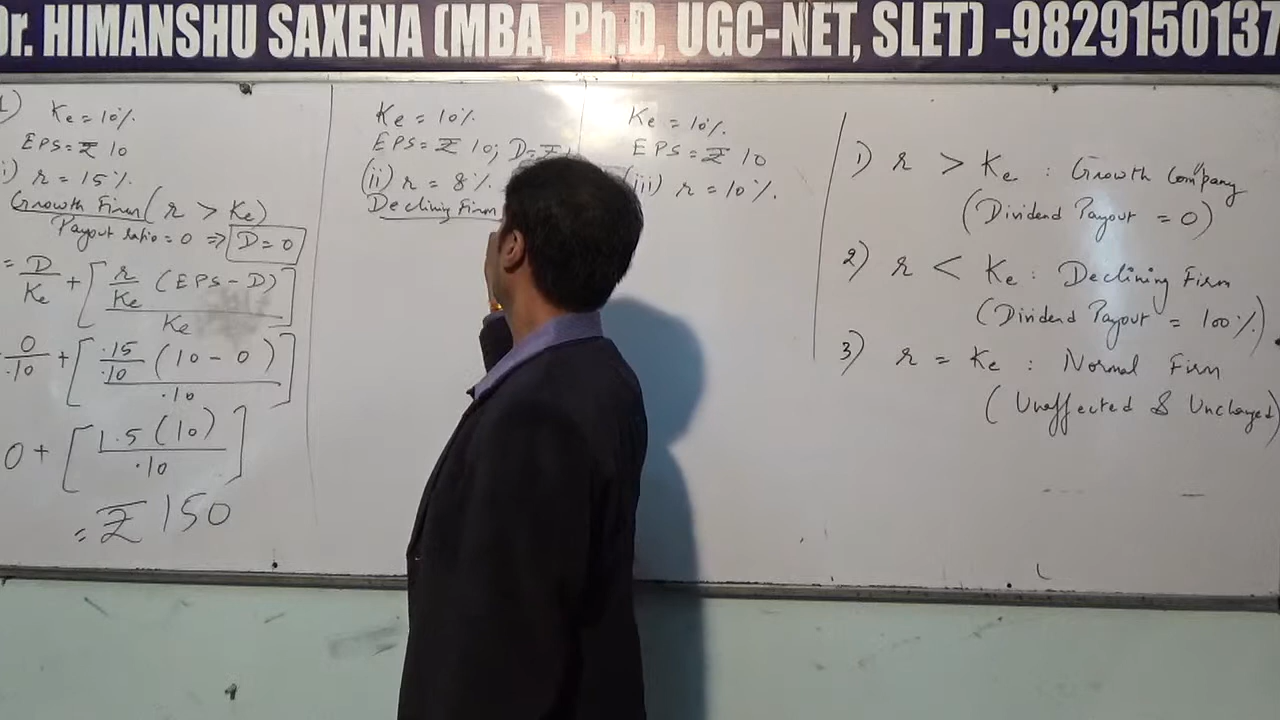 Dr. HIMANSHU SAXENA (MBA, Ph.D, UGC-NET, SLET) -9829150137
1)
Ke = 10%
EPS = ₹ 10
i) r = 15%
Growth Firm (r > Ke)
Payout ratio = 0 ⇒ D = 0
= D/Ke + [ r/Ke (EPS - D) / Ke ]
0/.10 + [ .15/.10 (10 - 0) / .10 ]
0 + [ 1.5 (10) / .10 ]
= ₹ 150
Ke = 10%
EPS = ₹ 10; D = ₹
(ii) r = 8%
Declining Firm
Ke = 10%
EPS = ₹ 10
(iii) r = 10%
1) r > Ke : Growth Company
(Dividend Payout = 0)
2) r < Ke : Declining Firm
(Dividend Payout = 100%)
3) r = Ke : Normal Firm
(Unaffected & Unchanged)